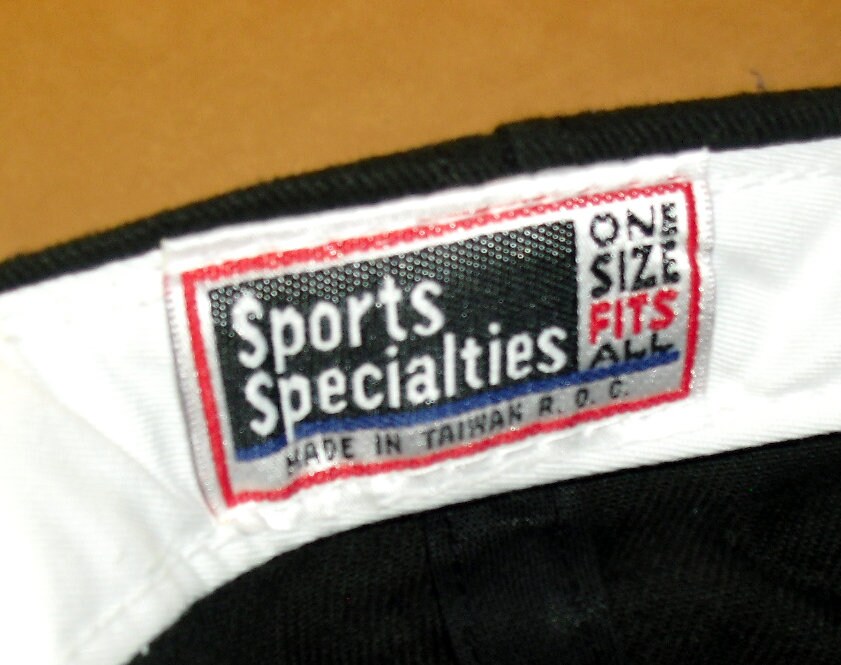 Sports
Specialties
ONE
SIZE
FITS
ALL
MADE IN TAIWAN R.O.C.